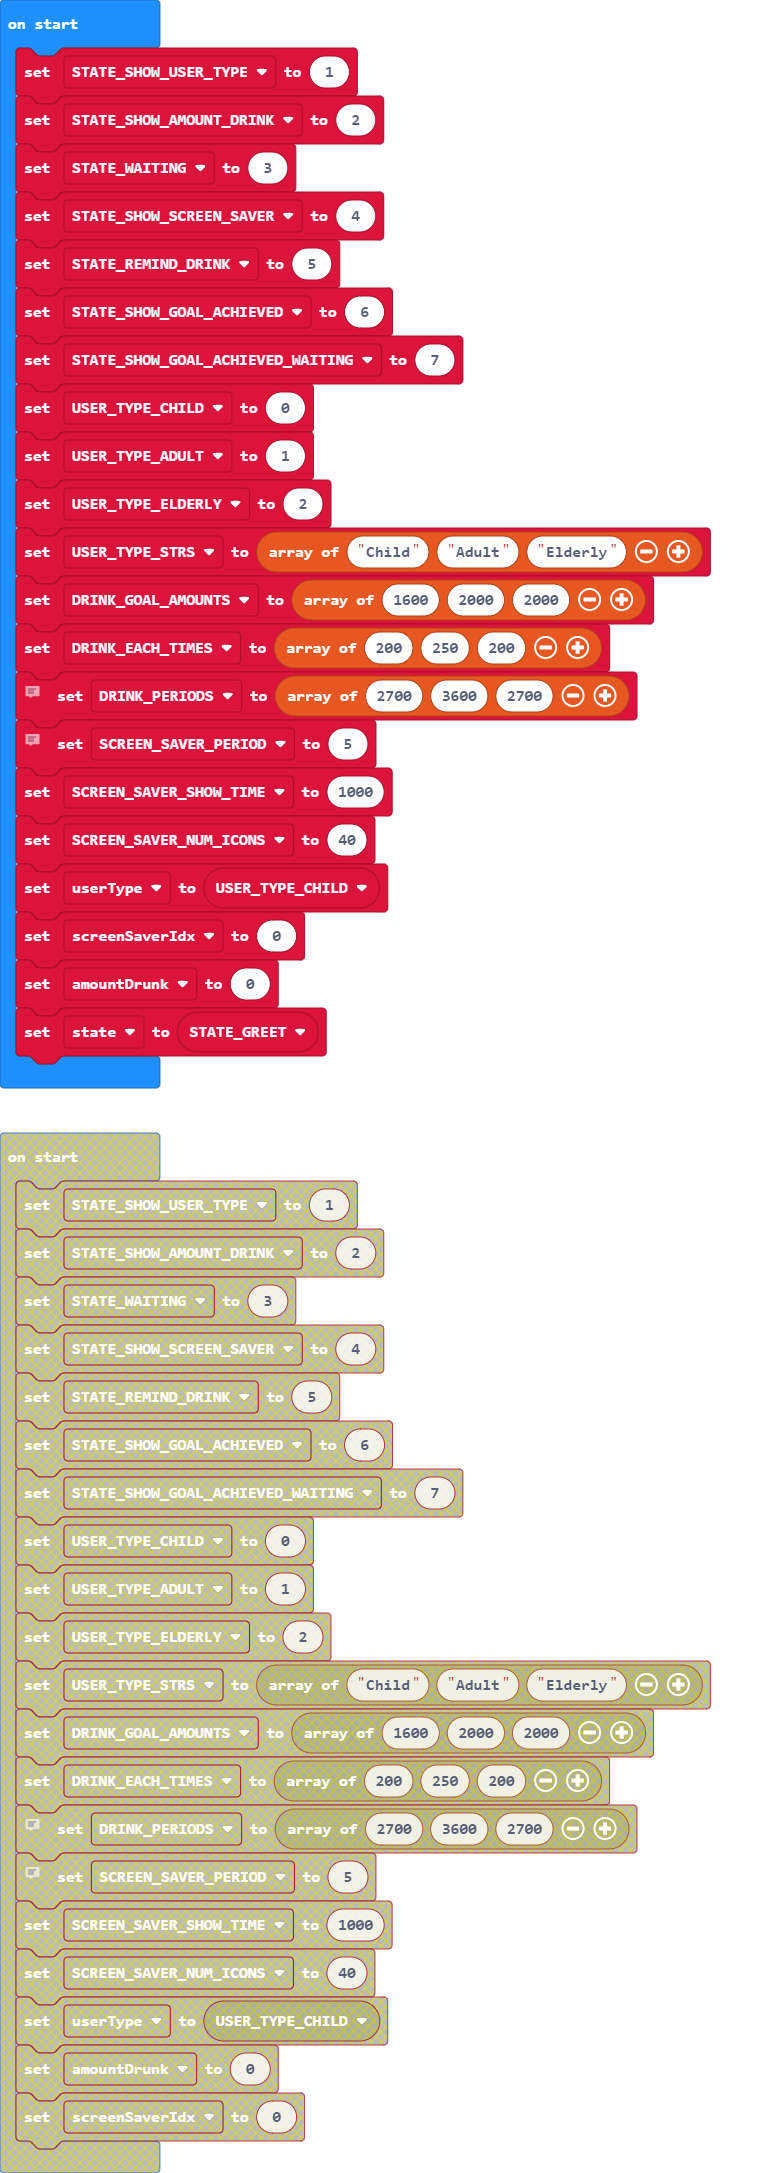 on start
set STATE_SHOW_USER_TYPE to 1
set STATE_SHOW_AMOUNT_DRINK to 2
set STATE_WAITING to 3
set STATE_SHOW_SCREEN_SAVER to 4
set STATE_REMIND_DRINK to 5
set STATE_SHOW_GOAL_ACHIEVED to 6
set STATE_SHOW_GOAL_ACHIEVED_WAITING to 7
set USER_TYPE_CHILD to 0
set USER_TYPE_ADULT to 1
set USER_TYPE_ELDERLY to 2
set USER_TYPE_STRS to array of "Child" "Adult" "Elderly"
set DRINK_GOAL_AMOUNTS to array of 1600 2000 2000
set DRINK_EACH_TIMES to array of 200 250 200
set DRINK_PERIODS to array of 2700 3600 2700
set SCREEN_SAVER_PERIOD to 5
set SCREEN_SAVER_SHOW_TIME to 1000
set SCREEN_SAVER_NUM_ICONS to 40
set userType to USER_TYPE_CHILD
set screenSaverIdx to 0
set amountDrunk to 0
set state to STATE_GREET
on start
set STATE_SHOW_USER_TYPE to 1
set STATE_SHOW_AMOUNT_DRINK to 2
set STATE_WAITING to 3
set STATE_SHOW_SCREEN_SAVER to 4
set STATE_REMIND_DRINK to 5
set STATE_SHOW_GOAL_ACHIEVED to 6
set STATE_SHOW_GOAL_ACHIEVED_WAITING to 7
set USER_TYPE_CHILD to 0
set USER_TYPE_ADULT to 1
set USER_TYPE_ELDERLY to 2
set USER_TYPE_STRS to array of "Child" "Adult" "Elderly"
set DRINK_GOAL_AMOUNTS to array of 1600 2000 2000
set DRINK_EACH_TIMES to array of 200 250 200
set DRINK_PERIODS to array of 2700 3600 2700
set SCREEN_SAVER_PERIOD to 5
set SCREEN_SAVER_SHOW_TIME to 1000
set SCREEN_SAVER_NUM_ICONS to 40
set userType to USER_TYPE_CHILD
set amountDrunk to 0
set screenSaverIdx to 0